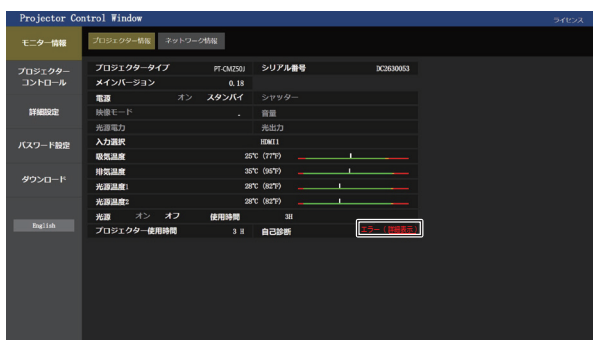 Projector Control Window ライセンス
モニター情報 プロジェクター情報 ネットワーク情報
プロジェクター
コントロール
詳細設定
パスワード設定
ダウンロード
English
プロジェクタータイプ PT-CMZ50J シリアル番号 DC2630053
メインバージョン 0.18
電源 オン スタンバイ シャッター
映像モード - 音量
光源電力 光出力
入力選択 HDMI1
吸気温度 25℃ (77°F)
排気温度 35℃ (95°F)
光源温度1 28℃ (82°F)
光源温度2 28℃ (82°F)
光源 オン オフ 使用時間 3H
プロジェクター使用時間 3 H 自己診断 エラー(詳細表示)